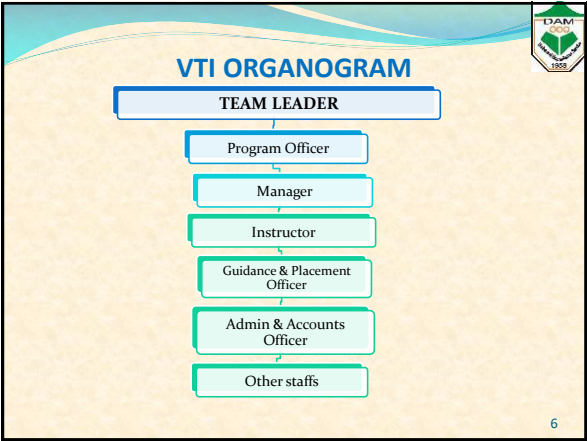 DAM
1958
VTI ORGANOGRAM
TEAM LEADER
Program Officer
Manager
Instructor
Guidance & Placement
Officer
Admin & Accounts
Officer
Other staffs
6